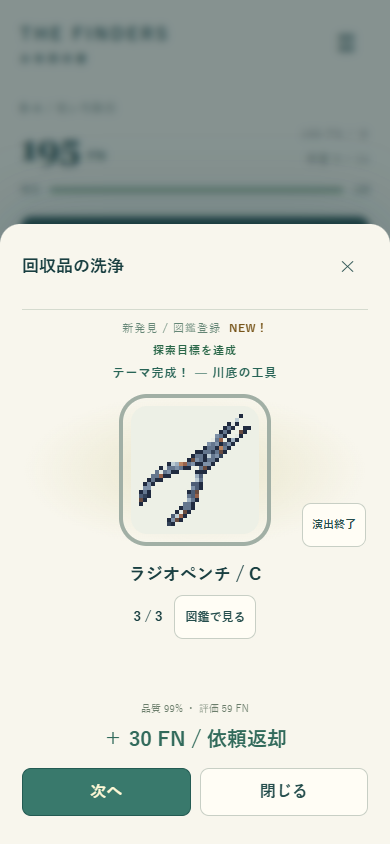 THE FINDERS
195
回収品の洗浄
新発見 / 図鑑登録 NEW!
探索目標を達成
テーマ完成! — 川底の工具
演出終了
ラジオペンチ / C
3 / 3 図鑑で見る
品質 99% ・ 評価 59 FN
+ 30 FN / 依頼返却
次へ 閉じる